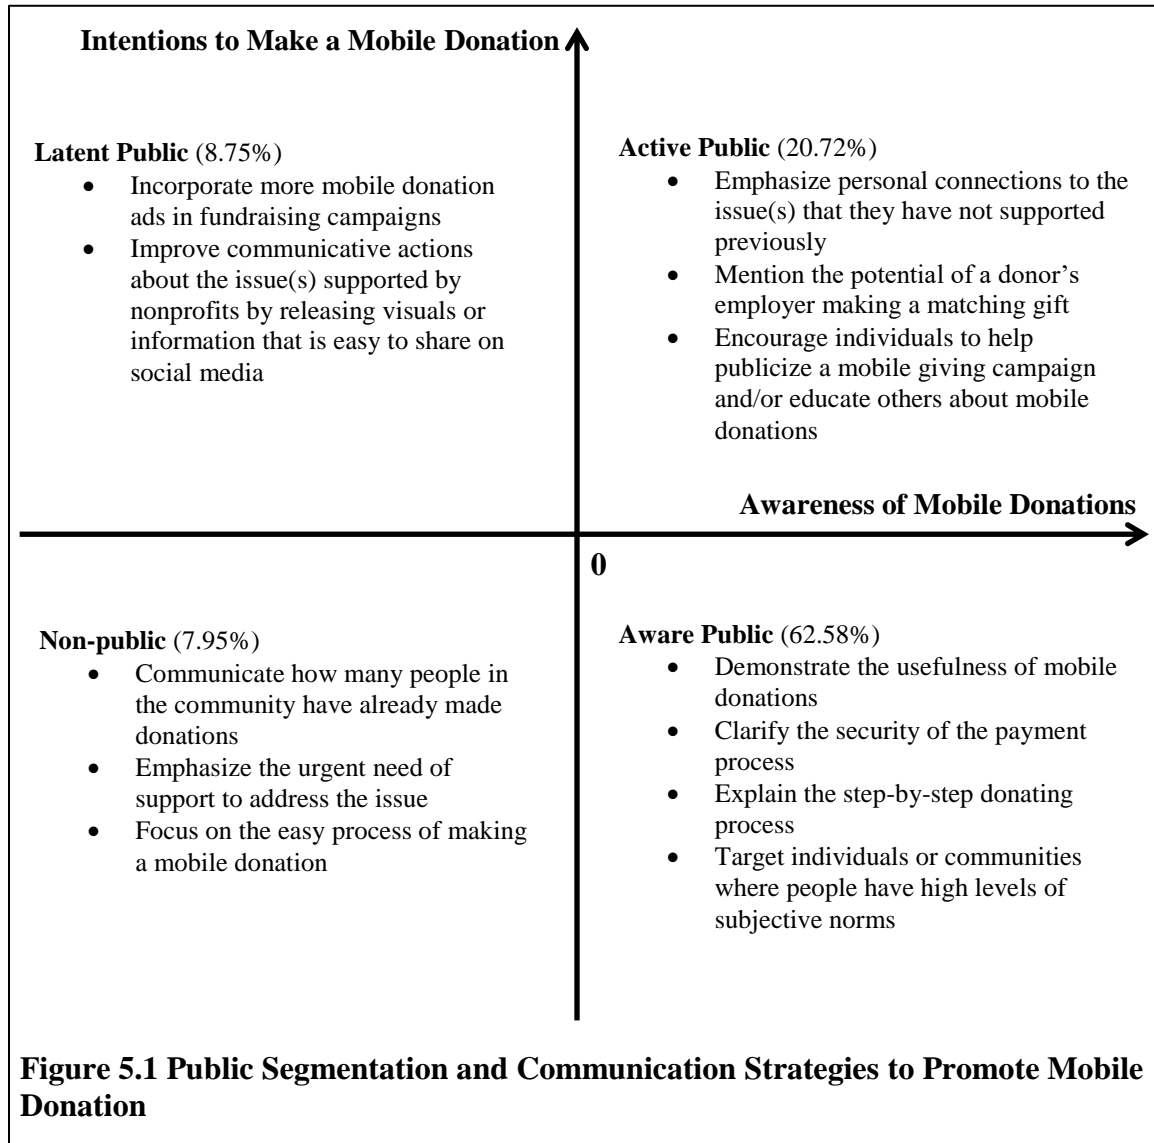 Intentions to Make a Mobile Donation
Latent Public (8.75%)
• Incorporate more mobile donation
ads in fundraising campaigns
• Improve communicative actions
about the issue(s) supported by
nonprofits by releasing visuals or
information that is easy to share on
social media
Active Public (20.72%)
• Emphasize personal connections to the
issue(s) that they have not supported
previously
• Mention the potential of a donor’s
employer making a matching gift
• Encourage individuals to help
publicize a mobile giving campaign
and/or educate others about mobile
donations
Awareness of Mobile Donations
0
Non-public (7.95%)
• Communicate how many people in
the community have already made
donations
• Emphasize the urgent need of
support to address the issue
• Focus on the easy process of making
a mobile donation
Aware Public (62.58%)
• Demonstrate the usefulness of mobile
donations
• Clarify the security of the payment
process
• Explain the step-by-step donating
process
• Target individuals or communities
where people have high levels of
subjective norms
Figure 5.1 Public Segmentation and Communication Strategies to Promote Mobile
Donation